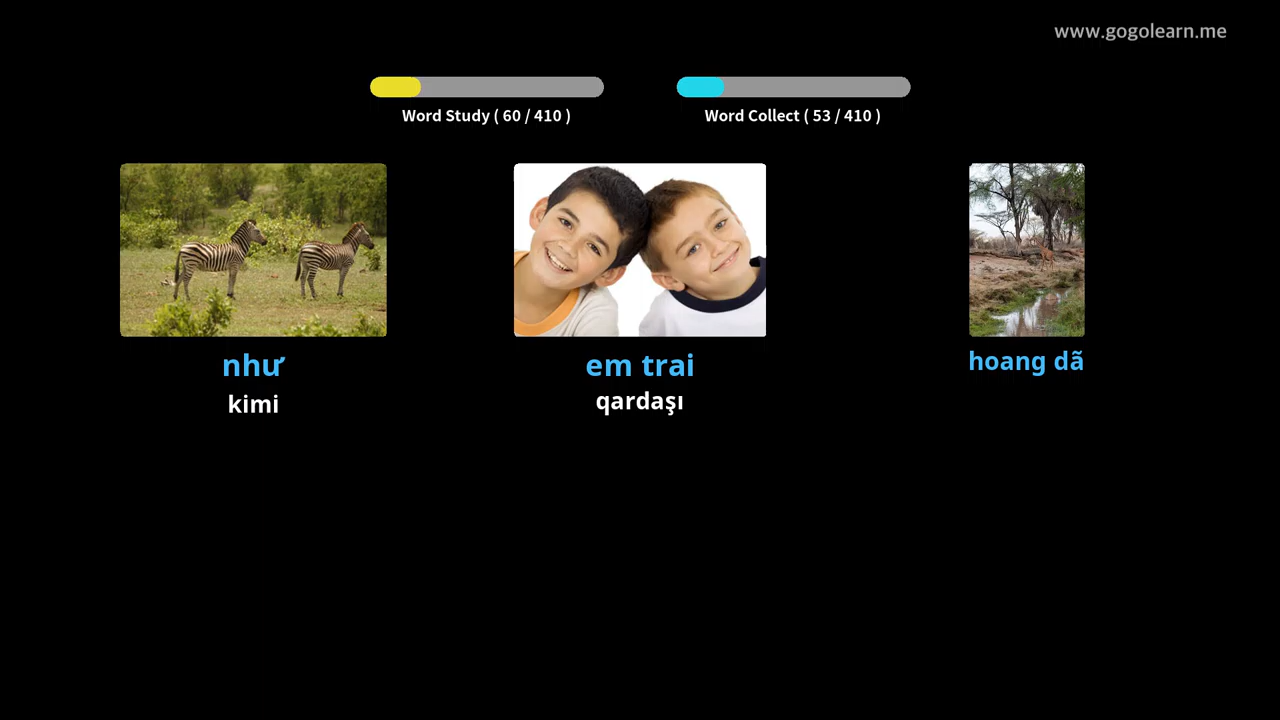 www.gogolearn.me
Word Study ( 60 / 410 )
Word Collect ( 53 / 410 )
như
kimi
em trai
qardaşı
hoang dã